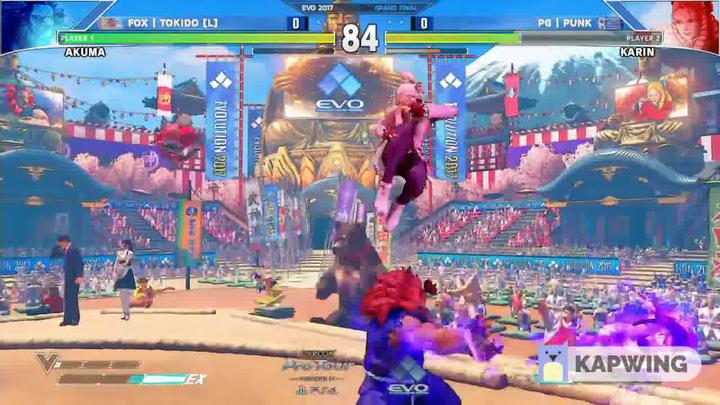 EVO 2017
GRAND FINAL
FOX | TOKIDO [L]
0
0
PG | PUNK
PLAYER 1
84
PLAYER 2
AKUMA
KARIN
EVO
EVOLUTION 2017
EVOLUTION 2017
EX
CAPCOM
PRO TOUR
PS4
EVO
KAPWING